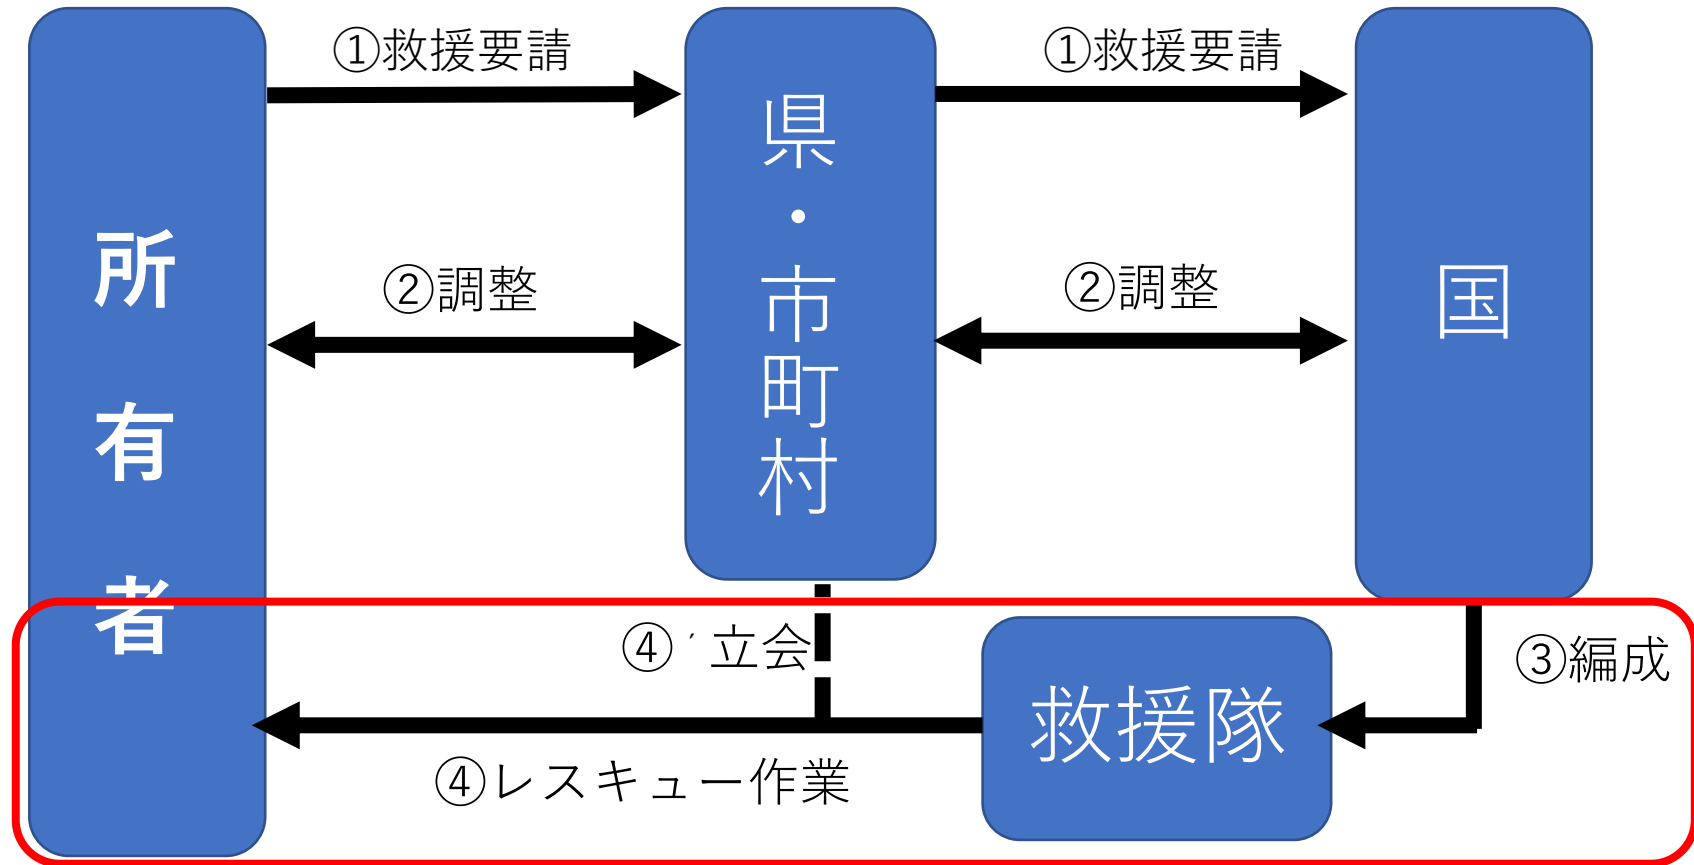 ①救援要請
①救援要請
所有者
県・市町村
国
②調整
②調整
④´立会
③編成
救援隊
④レスキュー作業